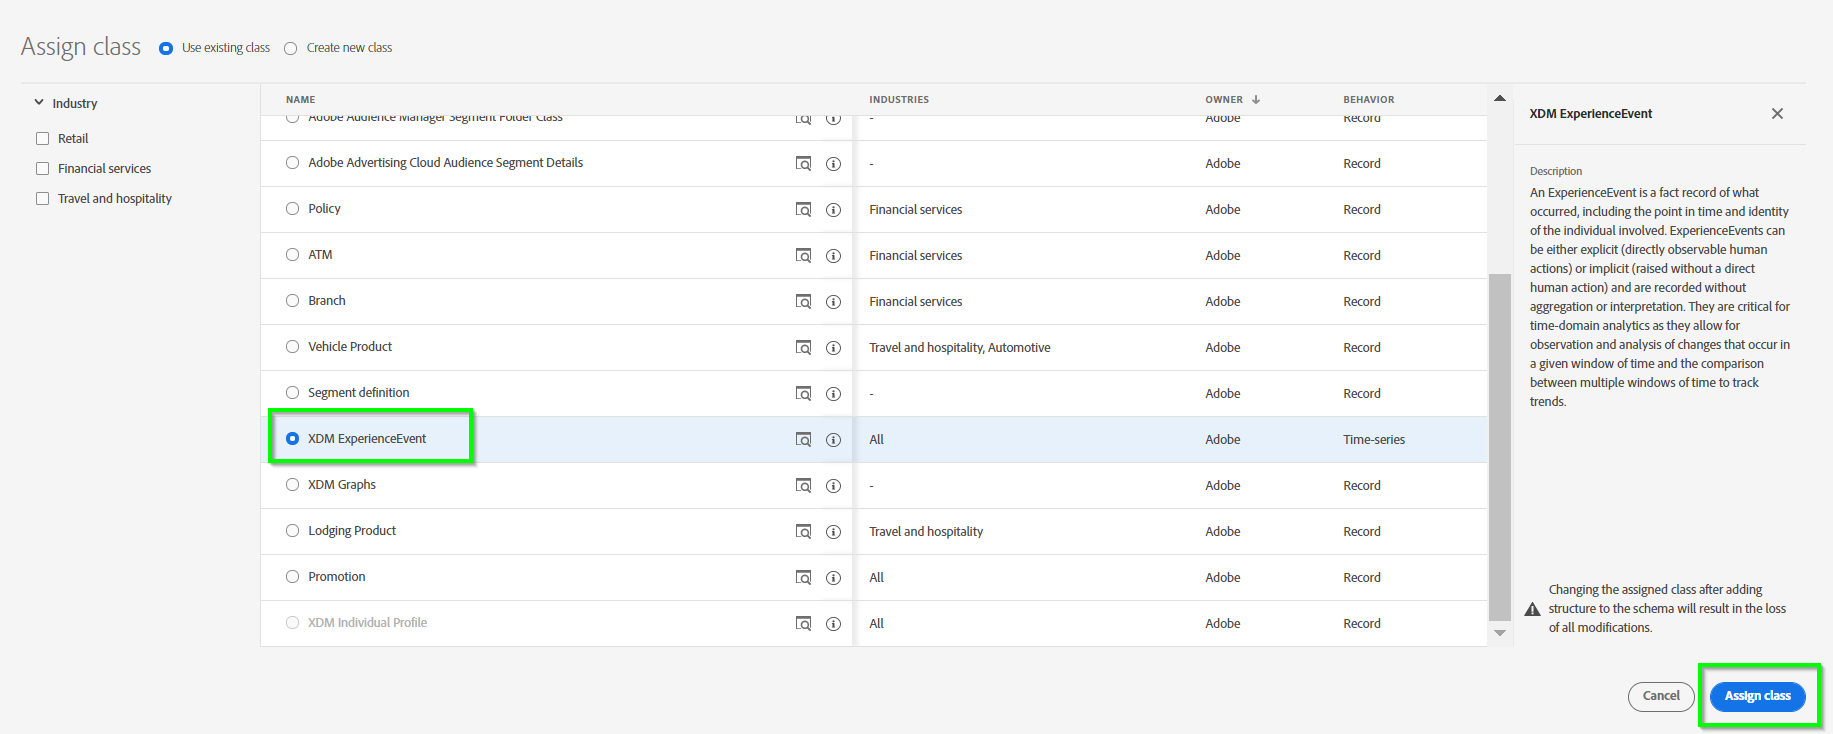 Assign class Use existing class Create new class
Industry
Retail
Financial services
Travel and hospitality
NAME INDUSTRIES OWNER BEHAVIOR
Adobe Audience Manager Segment Folder Class - Adobe Record
Adobe Advertising Cloud Audience Segment Details - Adobe Record
Policy Financial services Adobe Record
ATM Financial services Adobe Record
Branch Financial services Adobe Record
Vehicle Product Travel and hospitality, Automotive Adobe Record
Segment definition - Adobe Record
XDM ExperienceEvent All Adobe Time-series
XDM Graphs - Adobe Record
Lodging Product Travel and hospitality Adobe Record
Promotion All Adobe Record
XDM Individual Profile All Adobe Record
XDM ExperienceEvent
Description
An ExperienceEvent is a fact record of what
occurred, including the point in time and identity
of the individual involved. ExperienceEvents can
be either explicit (directly observable human
actions) or implicit (raised without a direct
human action) and are recorded without
aggregation or interpretation. They are critical for
time-domain analytics as they allow for
observation and analysis of changes that occur in
a given window of time and the comparison
between multiple windows of time to track
trends.
Changing the assigned class after adding
structure to the schema will result in the loss
of all modifications.
Cancel Assign class